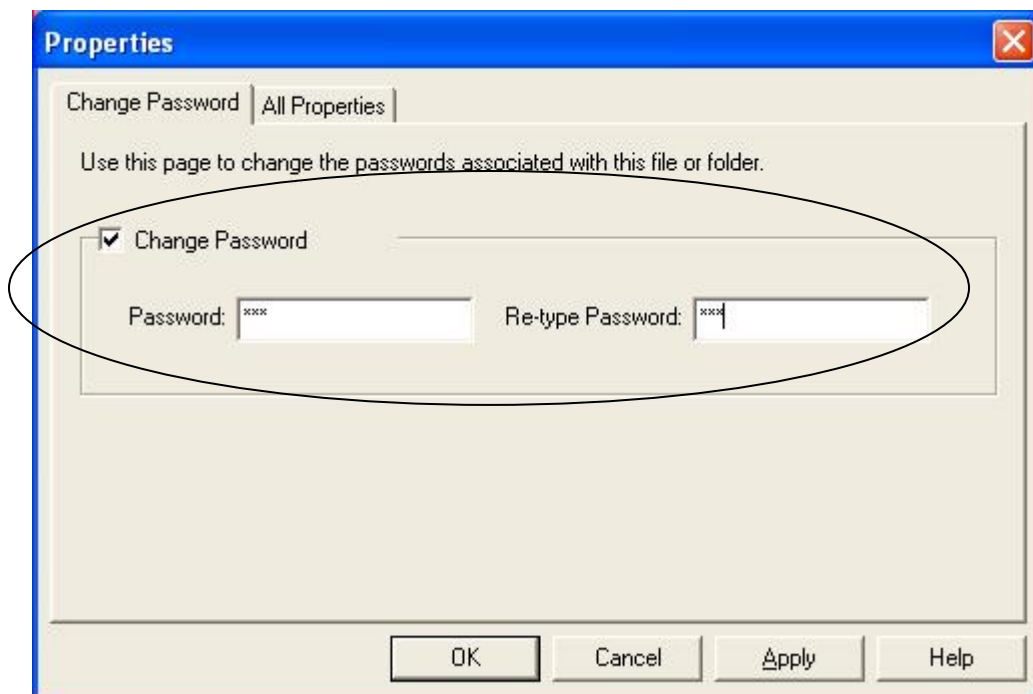 Properties
Change Password All Properties
Use this page to change the passwords associated with this file or folder.
Change Password
Password: *** Re-type Password: ***
OK Cancel Apply Help